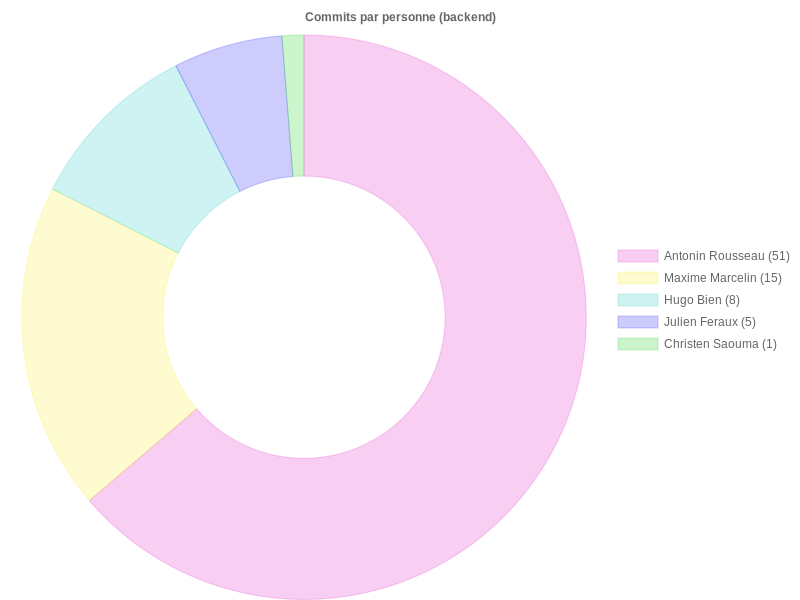 Commits par personne (backend)
Antonin Rousseau (51)
Maxime Marcelin (15)
Hugo Bien (8)
Julien Feraux (5)
Christen Saouma (1)